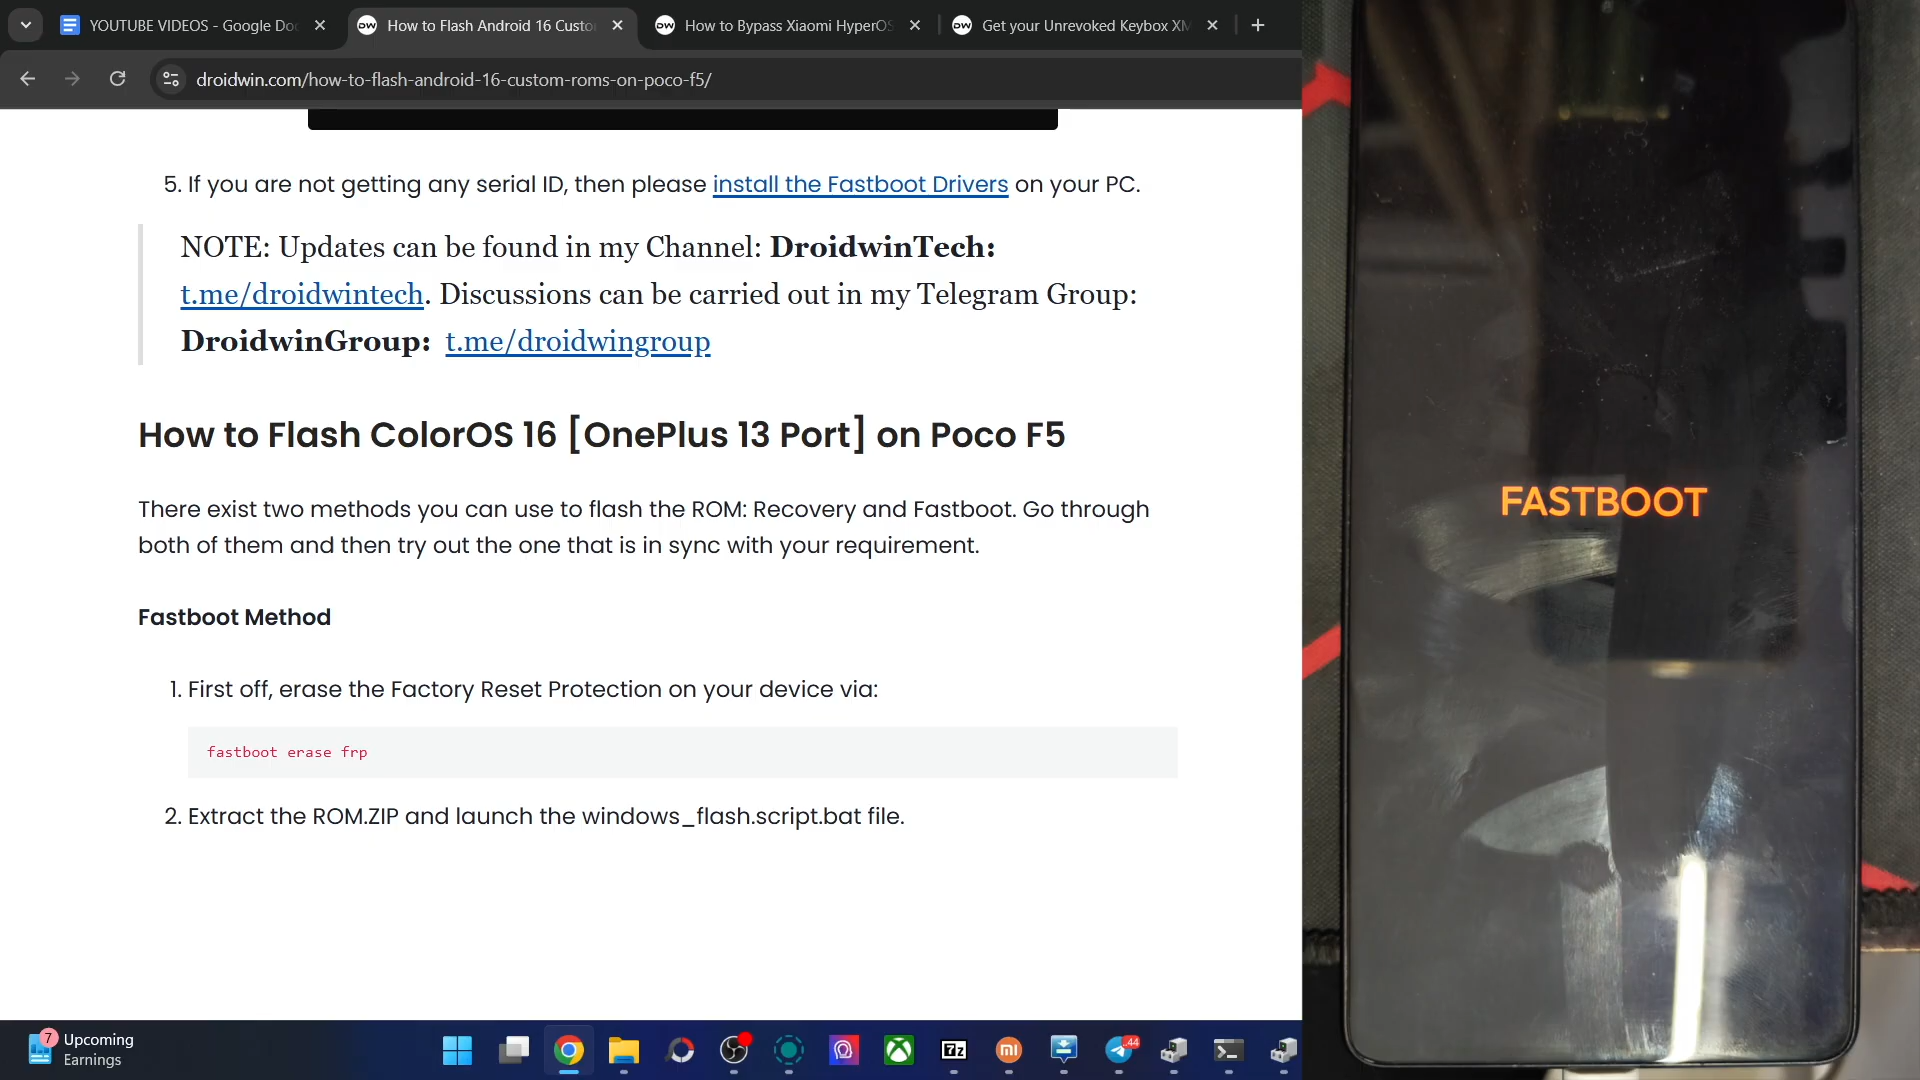 YOUTUBE VIDEOS - Google Do
How to Flash Android 16 Custo
How to Bypass Xiaomi HyperOS
Get your Unrevoked Keybox XM
droidwin.com/how-to-flash-android-16-custom-roms-on-poco-f5/
5. If you are not getting any serial ID, then please install the Fastboot Drivers on your PC.
NOTE: Updates can be found in my Channel: DroidwinTech:
t.me/droidwintech. Discussions can be carried out in my Telegram Group:
DroidwinGroup: t.me/droidwingroup
How to Flash ColorOS 16 [OnePlus 13 Port] on Poco F5
There exist two methods you can use to flash the ROM: Recovery and Fastboot. Go through
both of them and then try out the one that is in sync with your requirement.
Fastboot Method
1. First off, erase the Factory Reset Protection on your device via:
fastboot erase frp
2. Extract the ROM.ZIP and launch the windows_flash.script.bat file.
FASTBOOT
7
Upcoming
Earnings
7z
mi
44